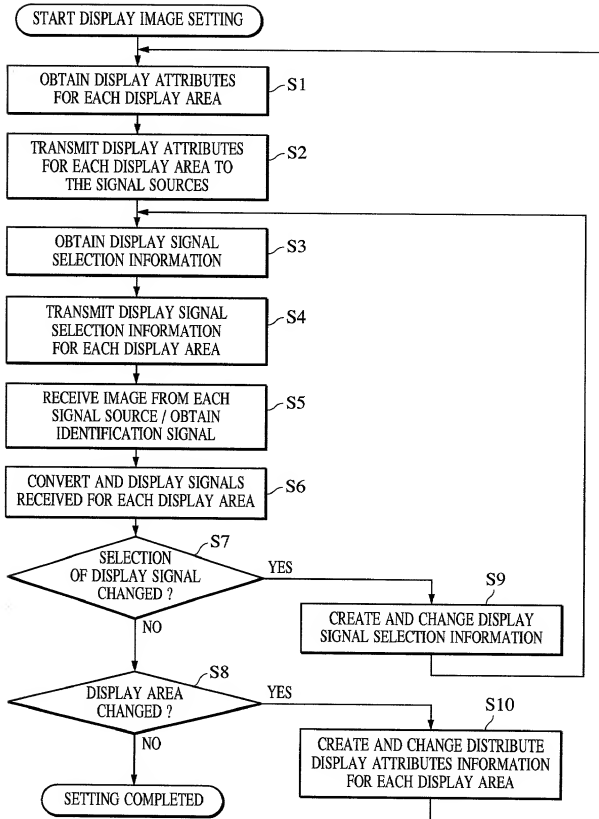 START DISPLAY IMAGE SETTING
OBTAIN DISPLAY ATTRIBUTES
FOR EACH DISPLAY AREA
S1
TRANSMIT DISPLAY ATTRIBUTES
FOR EACH DISPLAY AREA TO
THE SIGNAL SOURCES
S2
OBTAIN DISPLAY SIGNAL
SELECTION INFORMATION
S3
TRANSMIT DISPLAY SIGNAL
SELECTION INFORMATION
FOR EACH DISPLAY AREA
S4
RECEIVE IMAGE FROM EACH
SIGNAL SOURCE / OBTAIN
IDENTIFICATION SIGNAL
S5
CONVERT AND DISPLAY SIGNALS
RECEIVED FOR EACH DISPLAY AREA
S6
S7
SELECTION
OF DISPLAY SIGNAL
CHANGED ?
YES
NO
S9
CREATE AND CHANGE DISPLAY
SIGNAL SELECTION INFORMATION
S8
DISPLAY AREA
CHANGED ?
YES
NO
S10
CREATE AND CHANGE DISTRIBUTE
DISPLAY ATTRIBUTES INFORMATION
FOR EACH DISPLAY AREA
SETTING COMPLETED